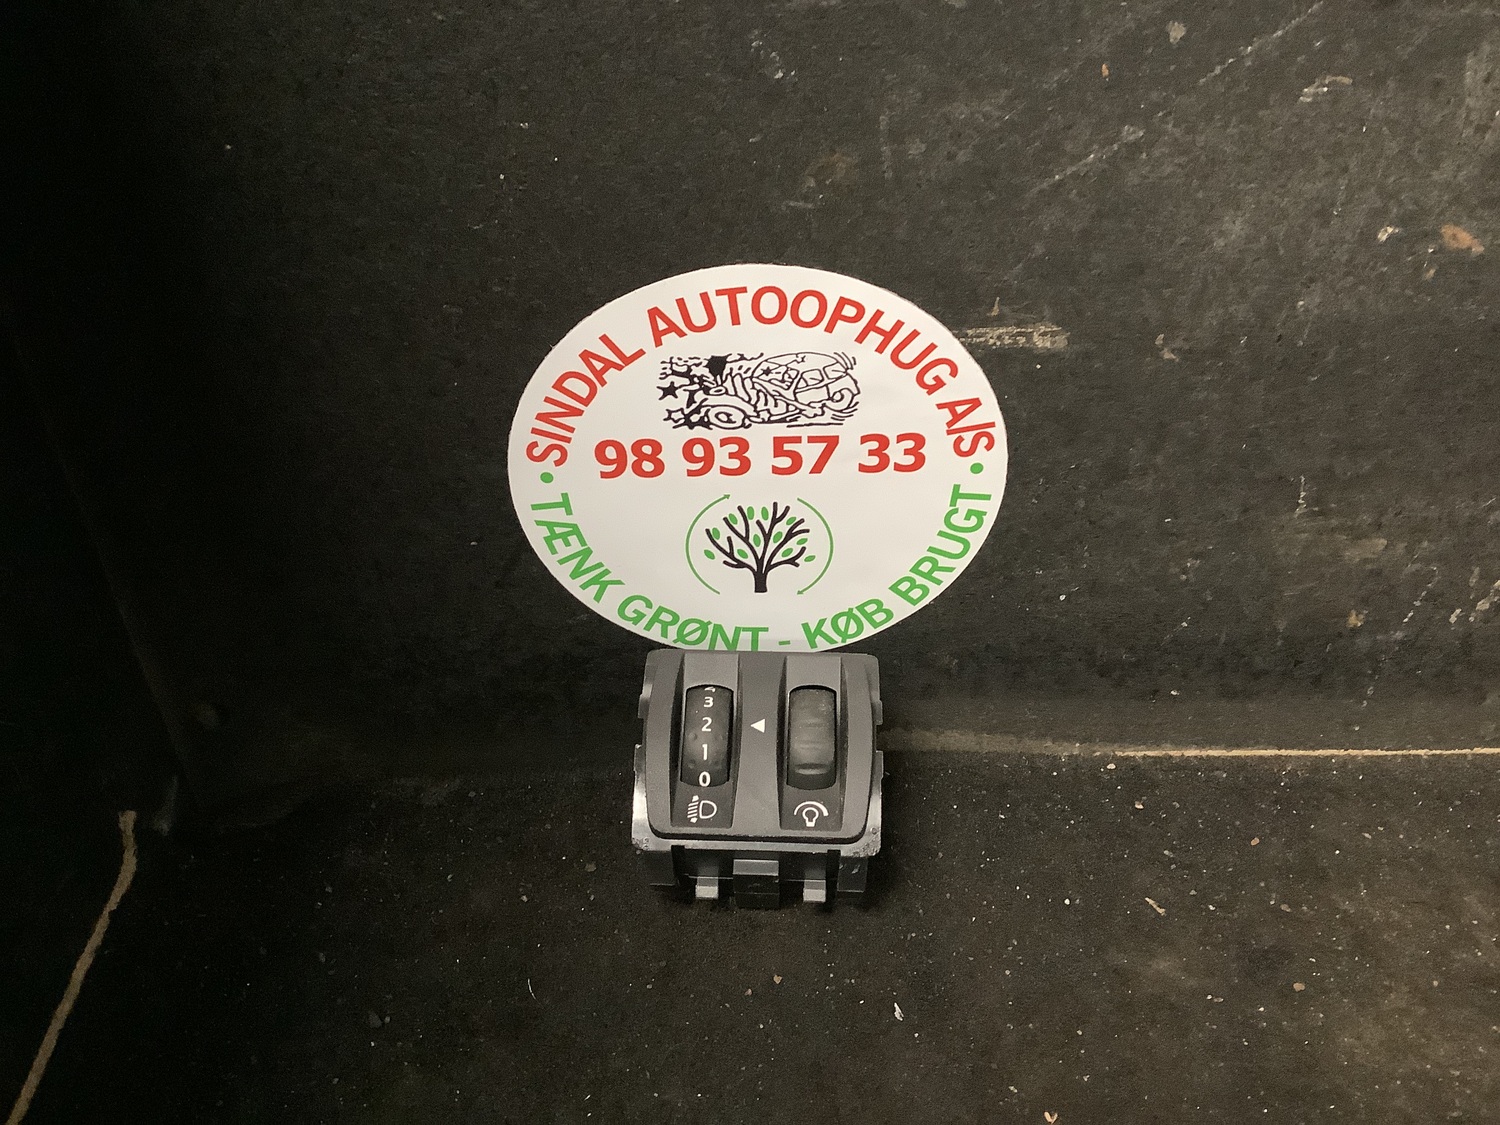 SINDAL AUTOOPHUG A/S
98 93 57 33
• TÆNK GRØNT - KØB BRUGT •
3
2
1
0